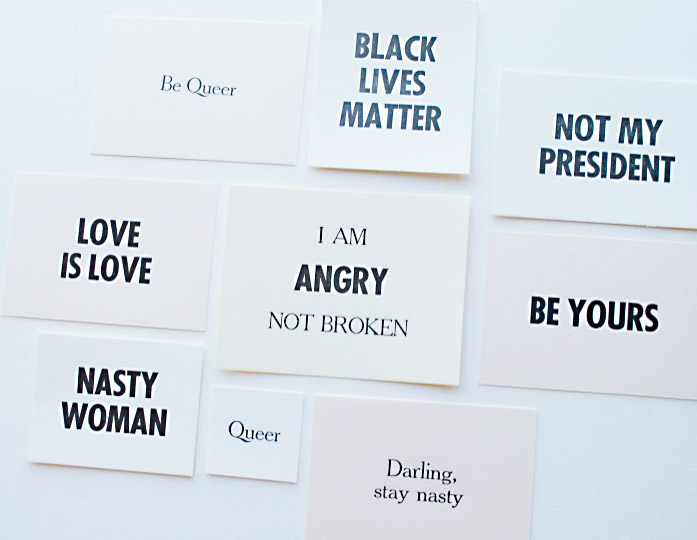 Be Queer
BLACK
LIVES
MATTER
NOT MY
PRESIDENT
LOVE
IS LOVE
I AM
ANGRY
NOT BROKEN
BE YOURS
NASTY
WOMAN
Queer
Darling,
stay nasty